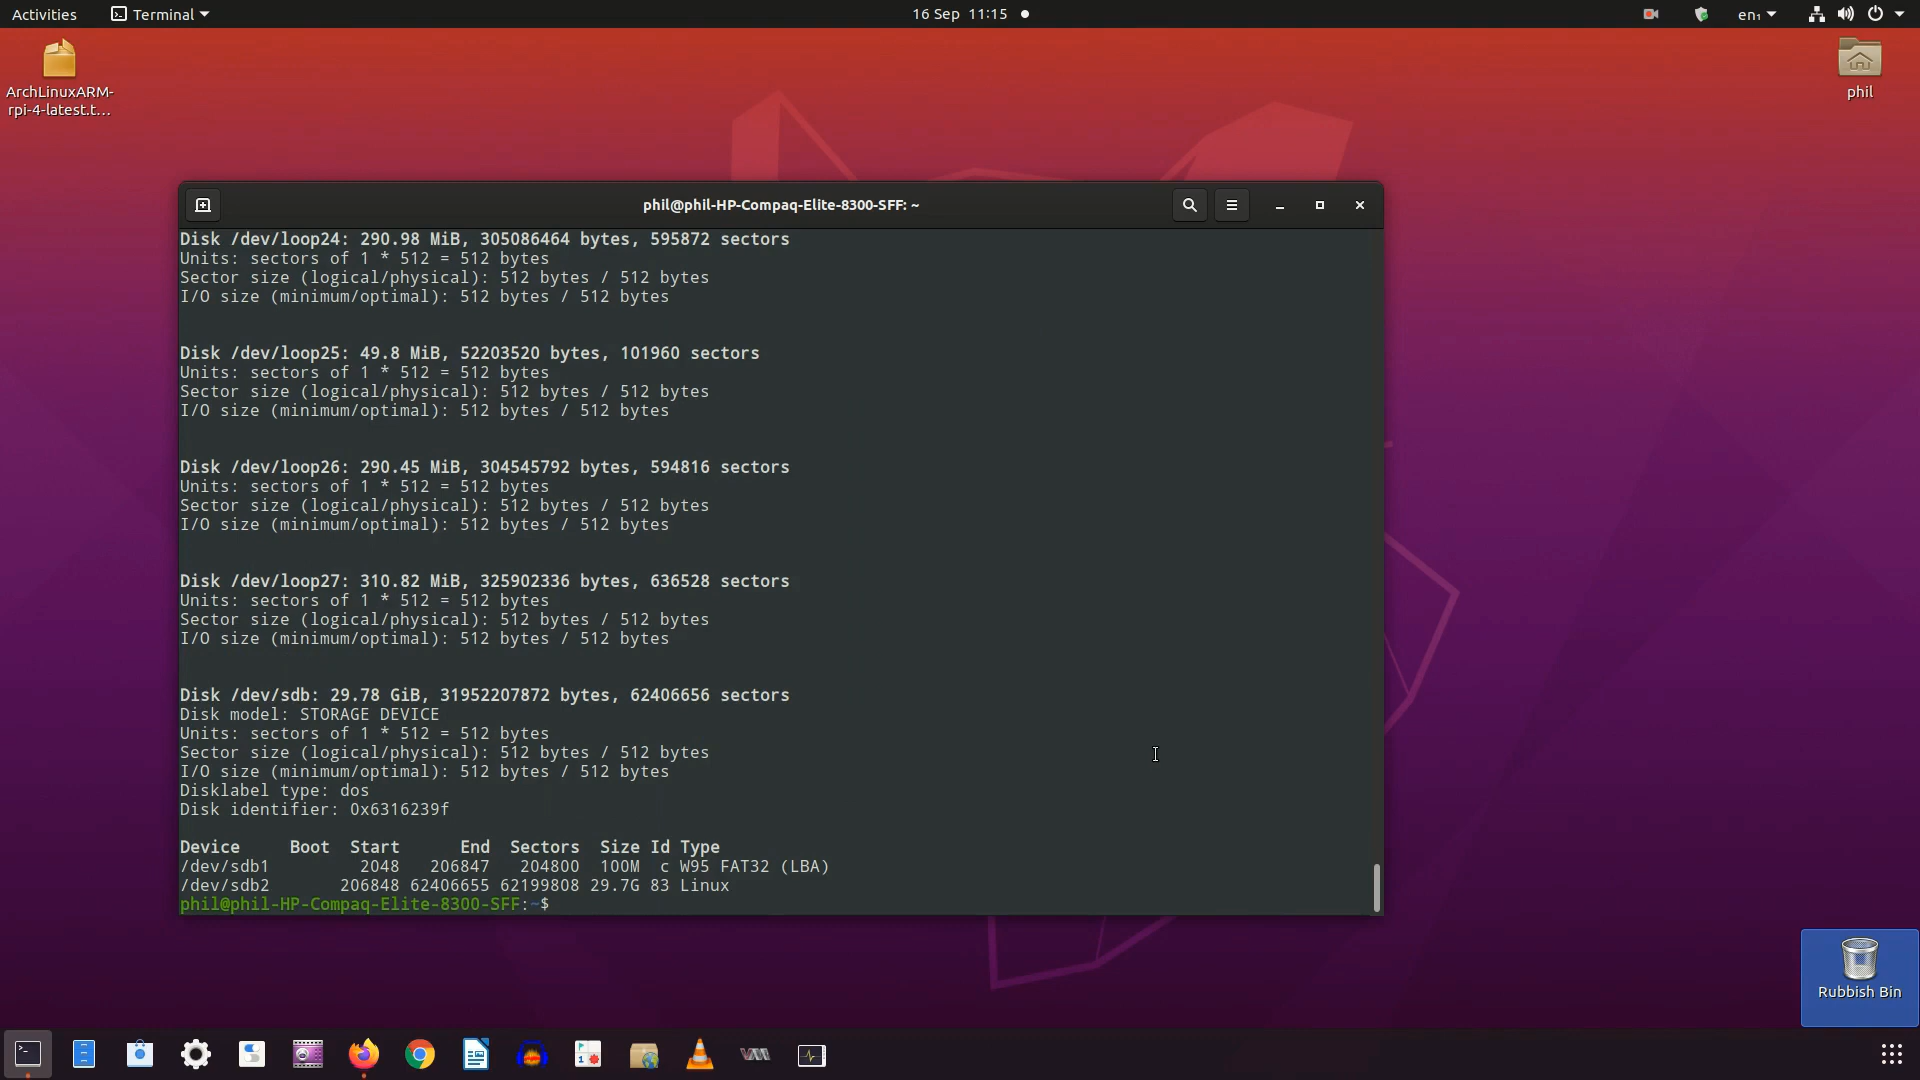 Activities
Terminal
16 Sep 11:15
en₁
ArchLinuxARM-
rpi-4-latest.t...
phil
phil@phil-HP-Compaq-Elite-8300-SFF: ~
Disk /dev/loop24: 290.98 MiB, 305086464 bytes, 595872 sectors
Units: sectors of 1 * 512 = 512 bytes
Sector size (logical/physical): 512 bytes / 512 bytes
I/O size (minimum/optimal): 512 bytes / 512 bytes
Disk /dev/loop25: 49.8 MiB, 52203520 bytes, 101960 sectors
Units: sectors of 1 * 512 = 512 bytes
Sector size (logical/physical): 512 bytes / 512 bytes
I/O size (minimum/optimal): 512 bytes / 512 bytes
Disk /dev/loop26: 290.45 MiB, 304545792 bytes, 594816 sectors
Units: sectors of 1 * 512 = 512 bytes
Sector size (logical/physical): 512 bytes / 512 bytes
I/O size (minimum/optimal): 512 bytes / 512 bytes
Disk /dev/loop27: 310.82 MiB, 325902336 bytes, 636528 sectors
Units: sectors of 1 * 512 = 512 bytes
Sector size (logical/physical): 512 bytes / 512 bytes
I/O size (minimum/optimal): 512 bytes / 512 bytes
Disk /dev/sdb: 29.78 GiB, 31952207872 bytes, 62406656 sectors
Disk model: STORAGE DEVICE
Units: sectors of 1 * 512 = 512 bytes
Sector size (logical/physical): 512 bytes / 512 bytes
I/O size (minimum/optimal): 512 bytes / 512 bytes
Disklabel type: dos
Disk identifier: 0x6316239f
Device     Boot  Start      End  Sectors  Size Id Type
/dev/sdb1         2048   206847   204800  100M  c W95 FAT32 (LBA)
/dev/sdb2       206848 62406655 62199808 29.7G 83 Linux
phil@phil-HP-Compaq-Elite-8300-SFF:~$
Rubbish Bin